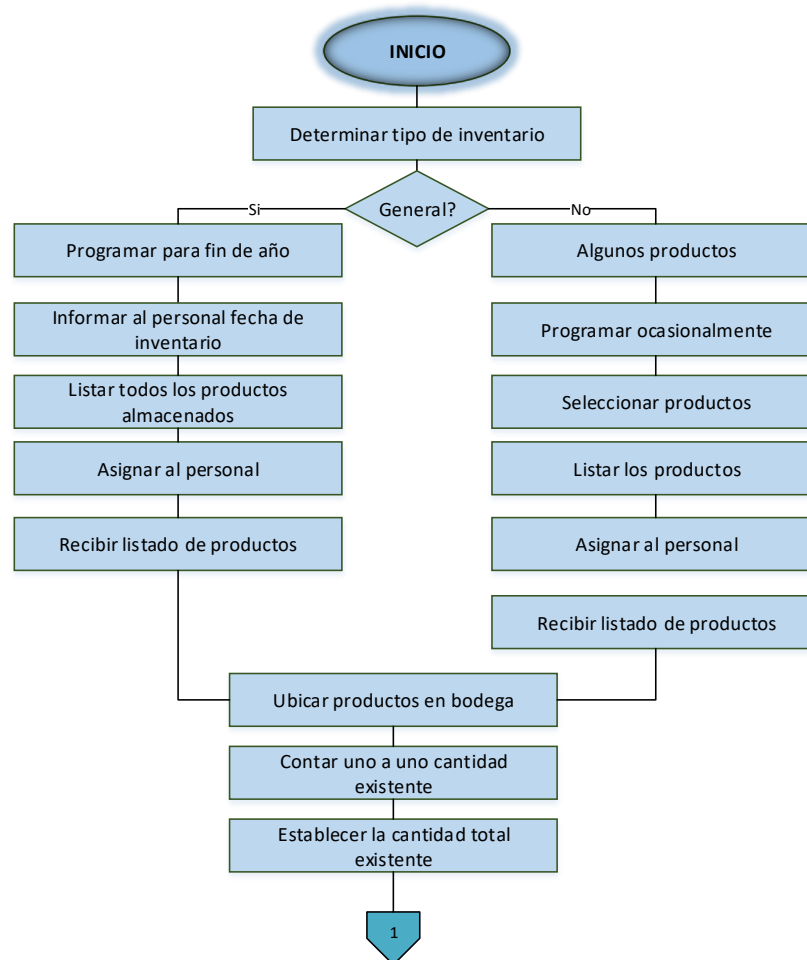 INICIO
Determinar tipo de inventario
General?
Si
No
Programar para fin de año
Informar al personal fecha de
inventario
Listar todos los productos
almacenados
Asignar al personal
Recibir listado de productos
Algunos productos
Programar ocasionalmente
Seleccionar productos
Listar los productos
Asignar al personal
Recibir listado de productos
Ubicar productos en bodega
Contar uno a uno cantidad
existente
Establecer la cantidad total
existente
1